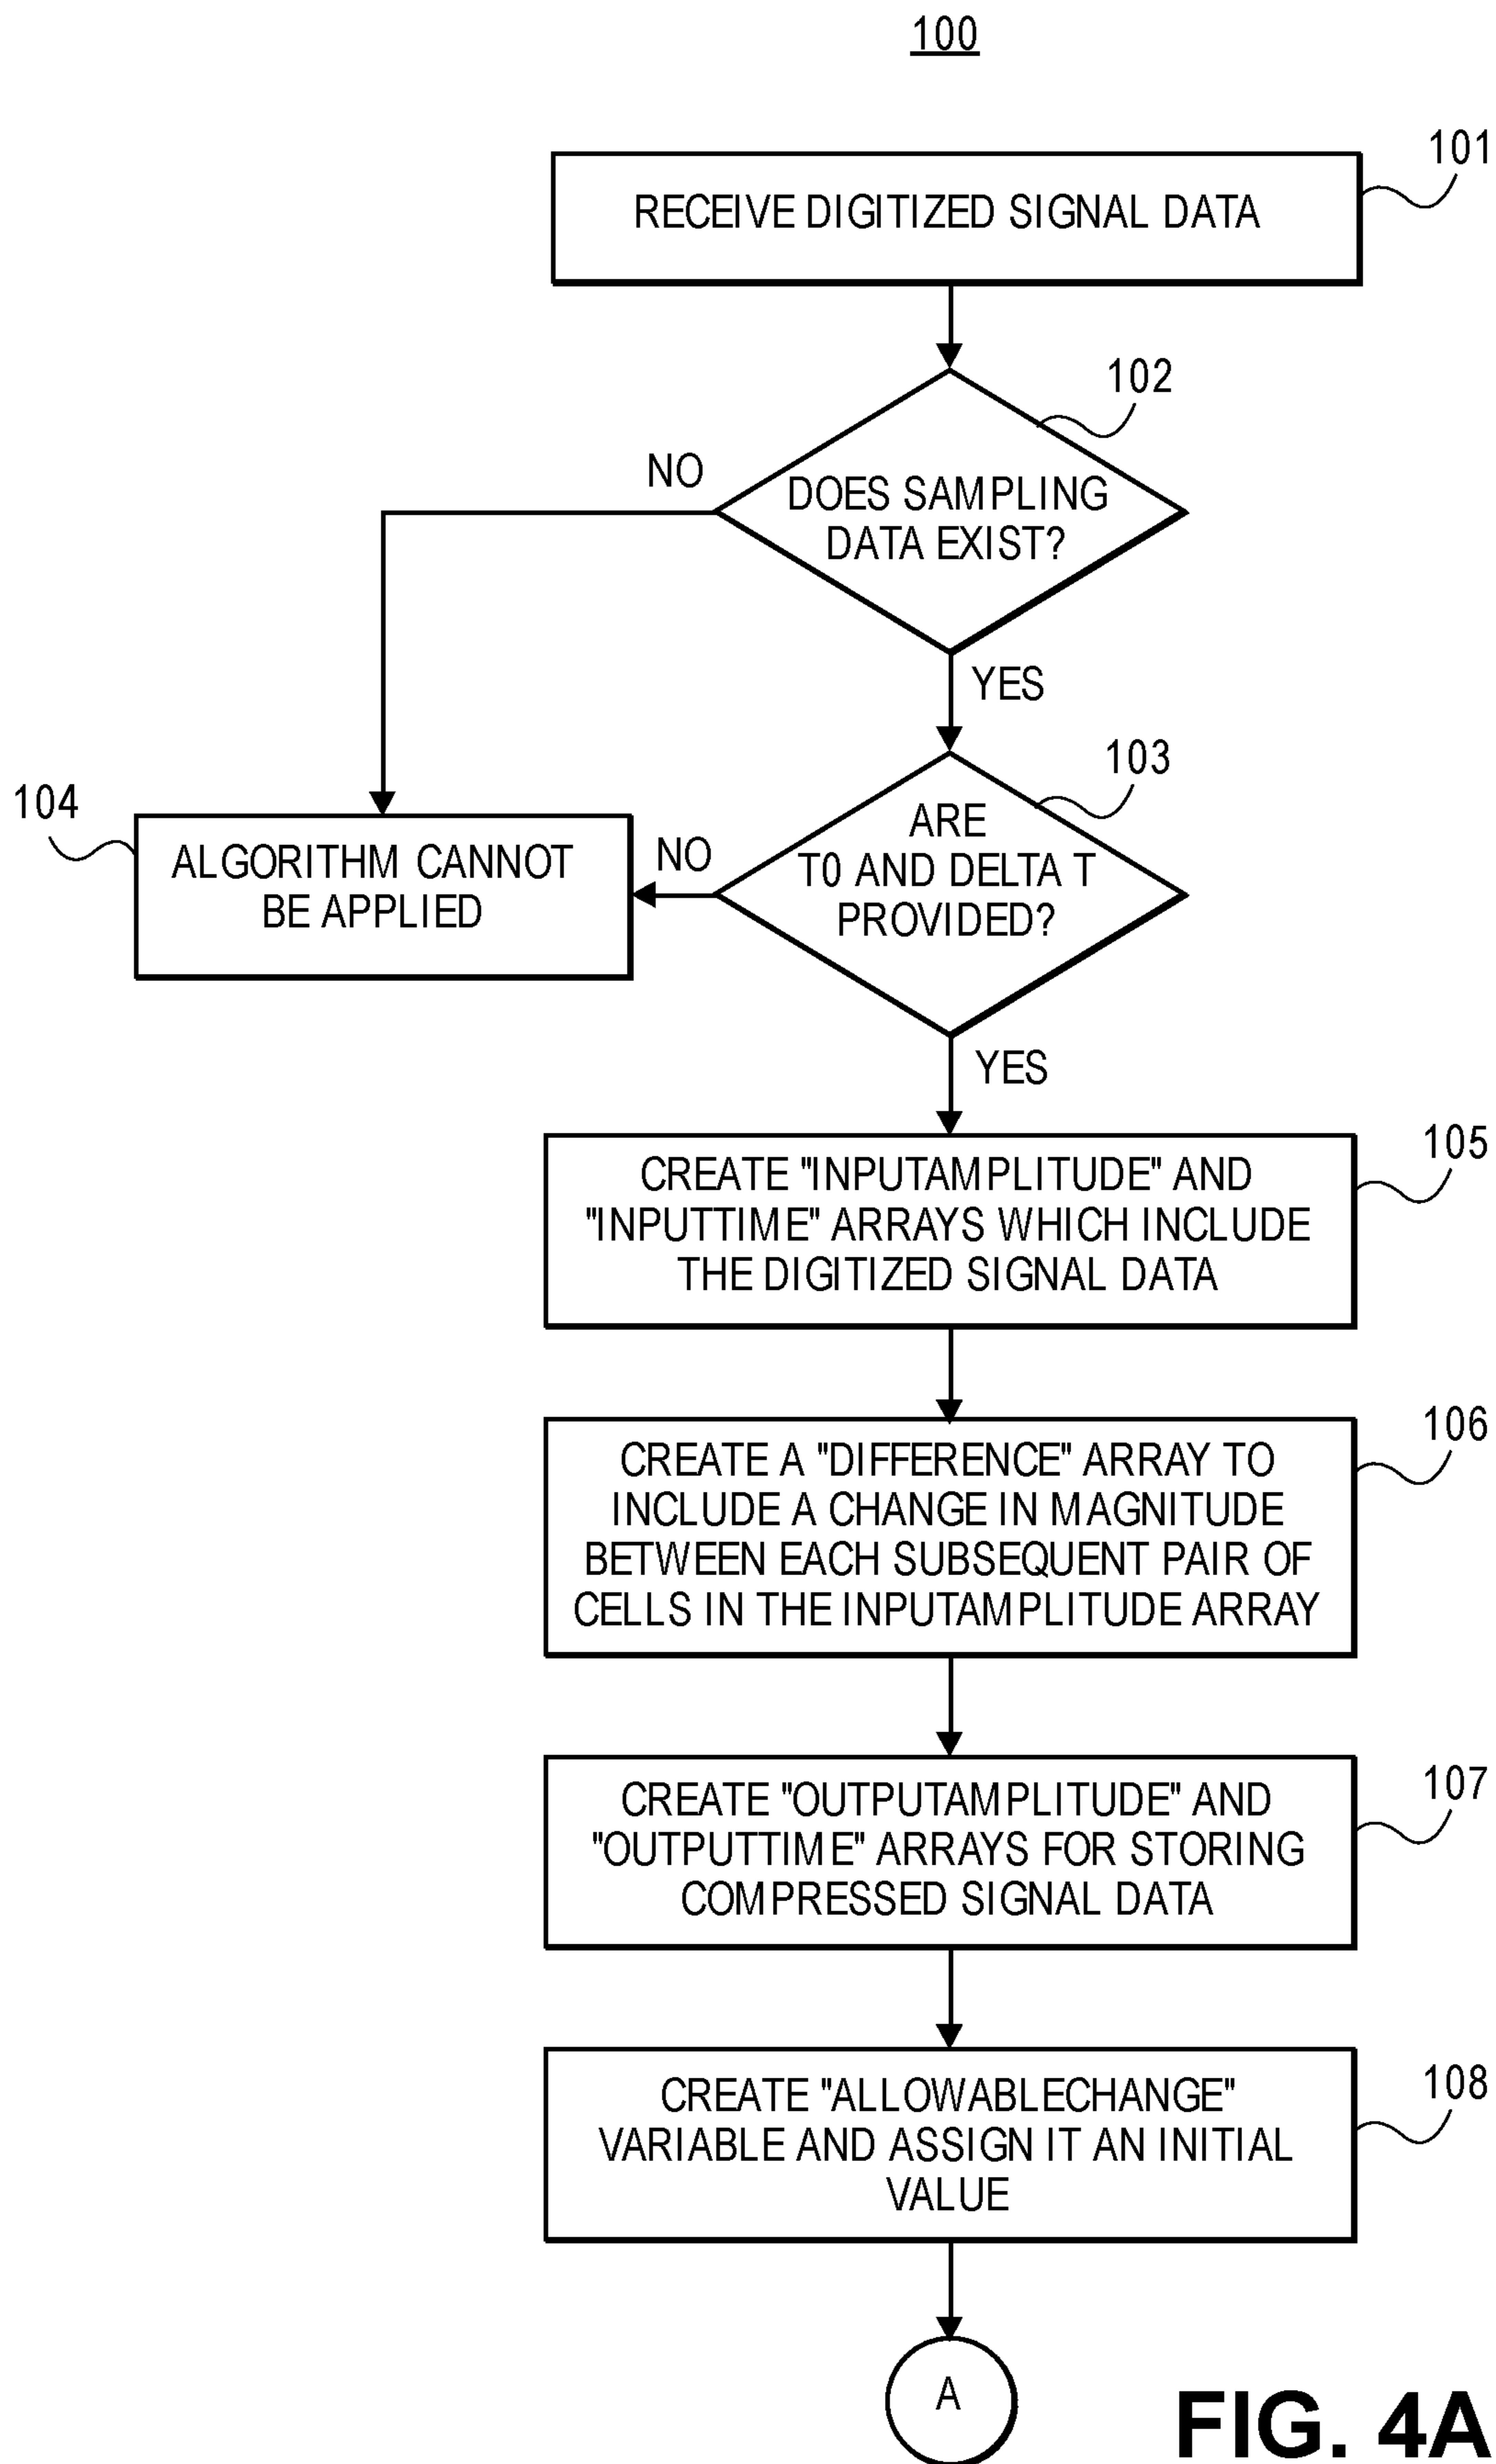 100
101
RECEIVE DIGITIZED SIGNAL DATA
102
DOES SAMPLING
DATA EXIST?
NO
YES
103
ARE
T0 AND DELTA T
PROVIDED?
NO
104
ALGORITHM CANNOT
BE APPLIED
YES
105
CREATE "INPUTAMPLITUDE" AND
"INPUTTIME" ARRAYS WHICH INCLUDE
THE DIGITIZED SIGNAL DATA
106
CREATE A "DIFFERENCE" ARRAY TO
INCLUDE A CHANGE IN MAGNITUDE
BETWEEN EACH SUBSEQUENT PAIR OF
CELLS IN THE INPUTAMPLITUDE ARRAY
107
CREATE "OUTPUTAMPLITUDE" AND
"OUTPUTTIME" ARRAYS FOR STORING
COMPRESSED SIGNAL DATA
108
CREATE "ALLOWABLECHANGE"
VARIABLE AND ASSIGN IT AN INITIAL
VALUE
A
FIG. 4A